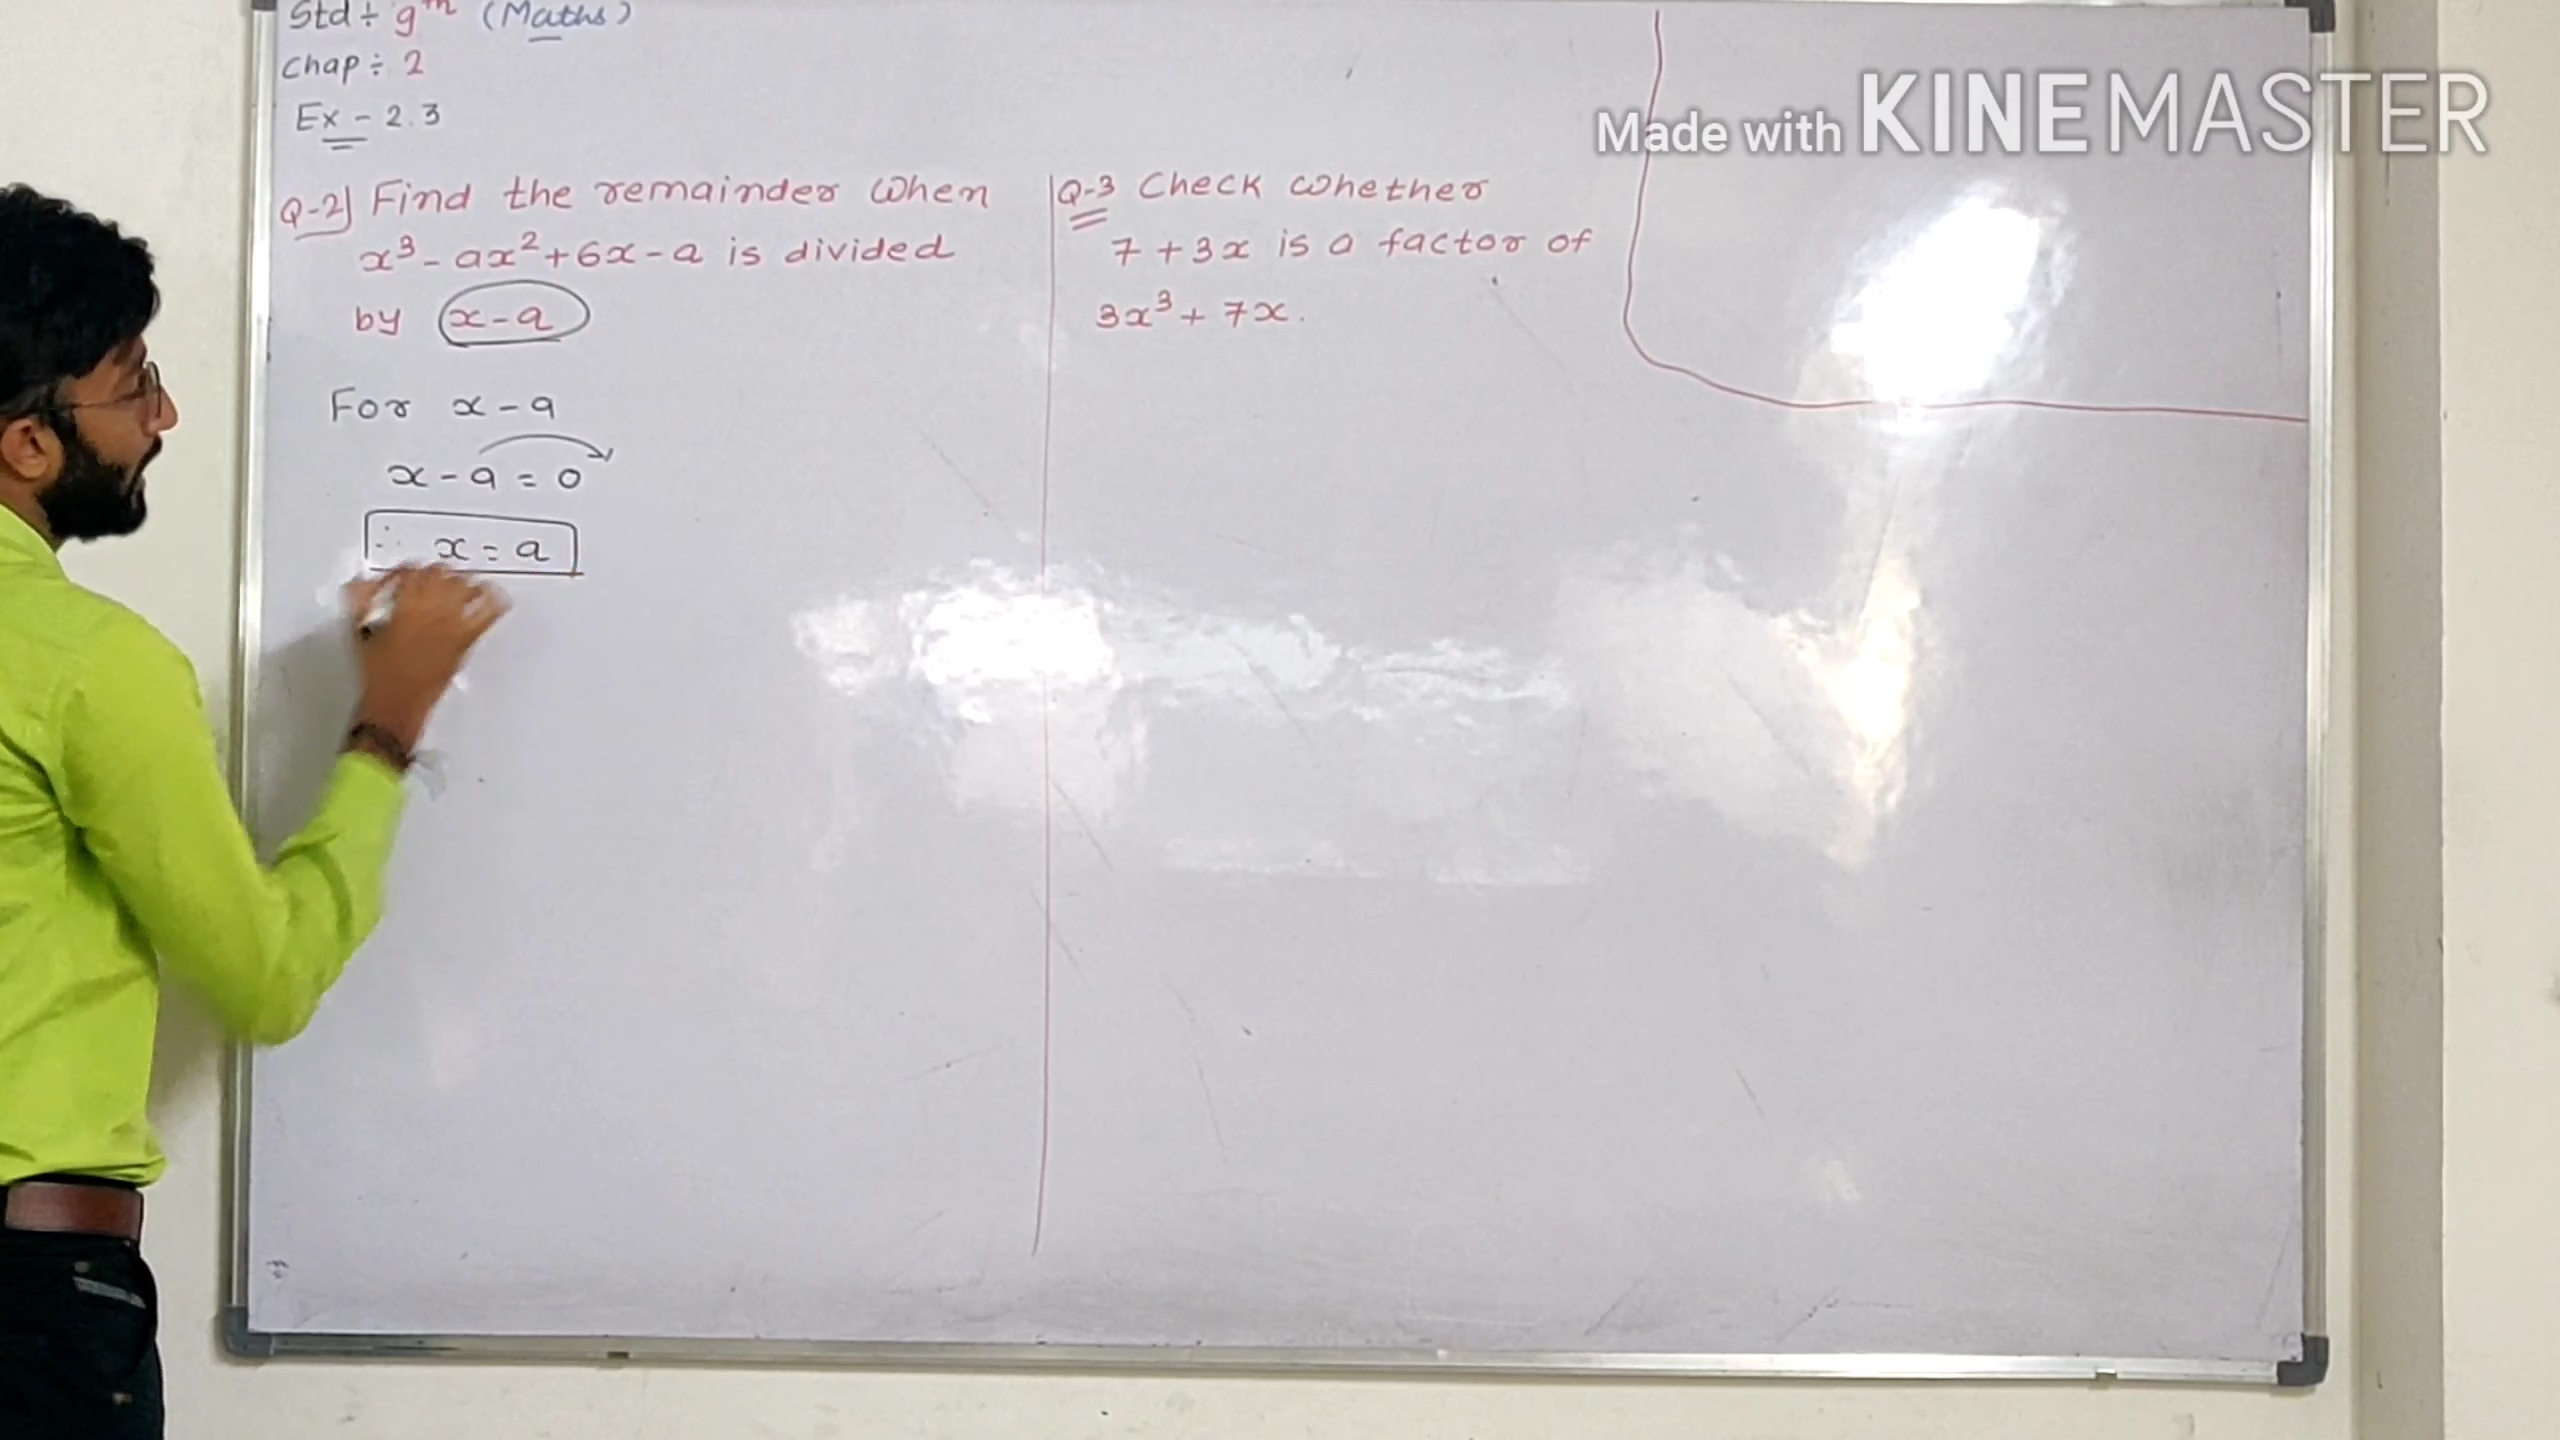 Std ÷ 9th (Maths)
Chap ÷ 2
Ex - 2.3
Made with KINEMASTER
Q-2) Find the remainder when
x³ - ax² + 6x - a is divided
by x - a
For x - a
x - a = 0
∴ x = a
Q-3 Check whether
7 + 3x is a factor of
3x³ + 7x.